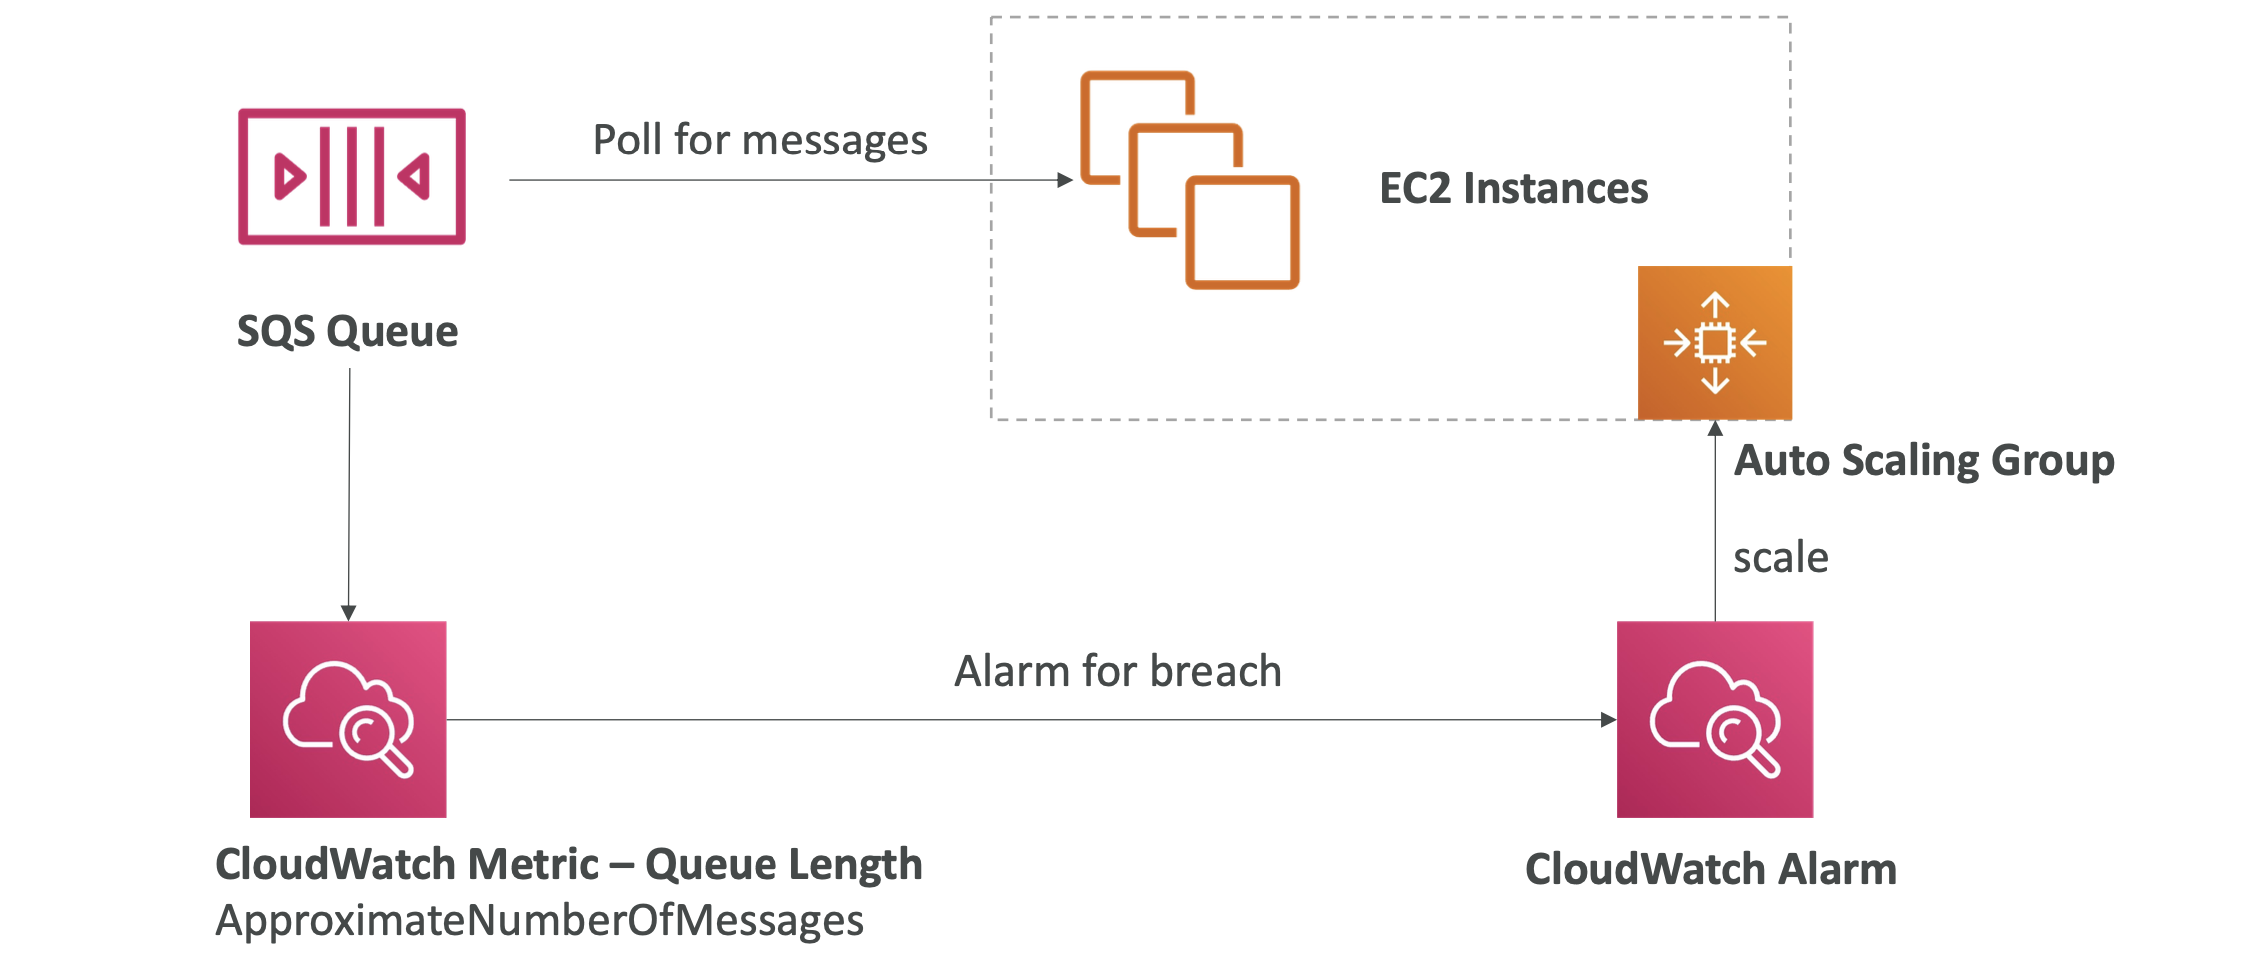 Poll for messages
EC2 Instances
SQS Queue
Auto Scaling Group
scale
Alarm for breach
CloudWatch Metric – Queue Length
ApproximateNumberOfMessages
CloudWatch Alarm